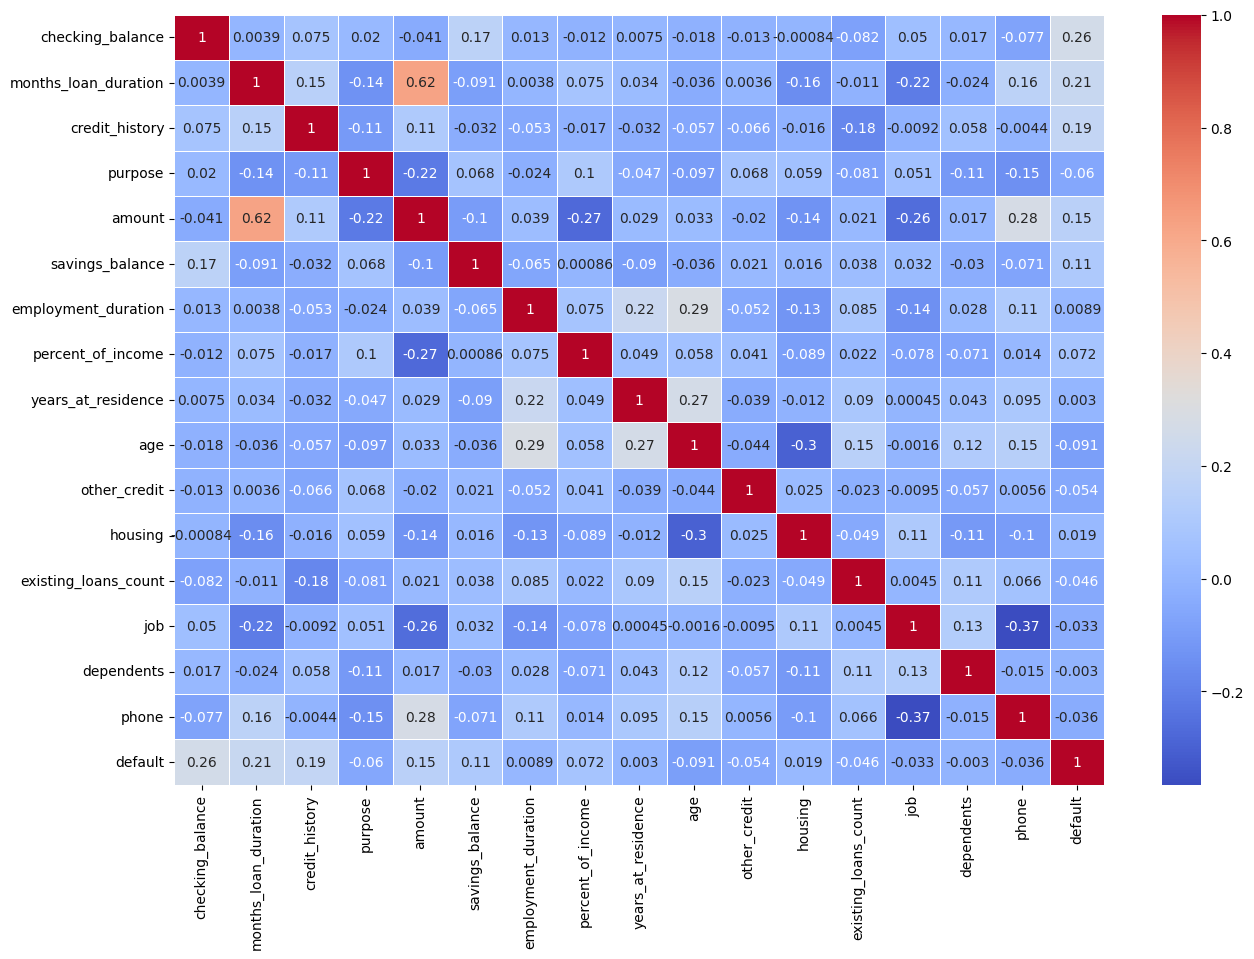 checking_balance 1 0.0039 0.075 0.02 -0.041 0.17 0.013 -0.012 0.0075 -0.018 -0.013 -0.00084 -0.082 0.05 0.017 -0.077 0.26
months_loan_duration 0.0039 1 0.15 -0.14 0.62 -0.091 0.0038 0.075 0.034 -0.036 0.0036 -0.16 -0.011 -0.22 -0.024 0.16 0.21
credit_history 0.075 0.15 1 -0.11 0.11 -0.032 -0.053 -0.017 -0.032 -0.057 -0.066 -0.016 -0.18 -0.0092 0.058 -0.0044 0.19
purpose 0.02 -0.14 -0.11 1 -0.22 0.068 -0.024 0.1 -0.047 -0.097 0.068 0.059 -0.081 0.051 -0.11 -0.15 -0.06
amount -0.041 0.62 0.11 -0.22 1 -0.1 0.039 -0.27 0.029 0.033 -0.02 -0.14 0.021 -0.26 0.017 0.28 0.15
savings_balance 0.17 -0.091 -0.032 0.068 -0.1 1 -0.065 0.00086 -0.09 -0.036 0.021 0.016 0.038 0.032 -0.03 -0.071 0.11
employment_duration 0.013 0.0038 -0.053 -0.024 0.039 -0.065 1 0.075 0.22 0.29 -0.052 -0.13 0.085 -0.14 0.028 0.11 0.0089
percent_of_income -0.012 0.075 -0.017 0.1 -0.27 0.00086 0.075 1 0.049 0.058 0.041 -0.089 0.022 -0.078 -0.071 0.014 0.072
years_at_residence 0.0075 0.034 -0.032 -0.047 0.029 -0.09 0.22 0.049 1 0.27 -0.039 -0.012 0.09 0.00045 0.043 0.095 0.003
age -0.018 -0.036 -0.057 -0.097 0.033 -0.036 0.29 0.058 0.27 1 -0.044 -0.3 0.15 -0.0016 0.12 0.15 -0.091
other_credit -0.013 0.0036 -0.066 0.068 -0.02 0.021 -0.052 0.041 -0.039 -0.044 1 0.025 -0.023 -0.0095 -0.057 0.0056 -0.054
housing -0.00084 -0.16 -0.016 0.059 -0.14 0.016 -0.13 -0.089 -0.012 -0.3 0.025 1 -0.049 0.11 -0.11 -0.1 0.019
existing_loans_count -0.082 -0.011 -0.18 -0.081 0.021 0.038 0.085 0.022 0.09 0.15 -0.023 -0.049 1 0.0045 0.11 0.066 -0.046
job 0.05 -0.22 -0.0092 0.051 -0.26 0.032 -0.14 -0.078 0.00045 -0.0016 -0.0095 0.11 0.0045 1 0.13 -0.37 -0.033
dependents 0.017 -0.024 0.058 -0.11 0.017 -0.03 0.028 -0.071 0.043 0.12 -0.057 -0.11 0.11 0.13 1 -0.015 -0.003
phone -0.077 0.16 -0.0044 -0.15 0.28 -0.071 0.11 0.014 0.095 0.15 0.0056 -0.1 0.066 -0.37 -0.015 1 -0.036
default 0.26 0.21 0.19 -0.06 0.15 0.11 0.0089 0.072 0.003 -0.091 -0.054 0.019 -0.046 -0.033 -0.003 -0.036 1
checking_balance
months_loan_duration
credit_history
purpose
amount
savings_balance
employment_duration
percent_of_income
years_at_residence
age
other_credit
housing
existing_loans_count
job
dependents
phone
default
1.0
0.8
0.6
0.4
0.2
0.0
−0.2